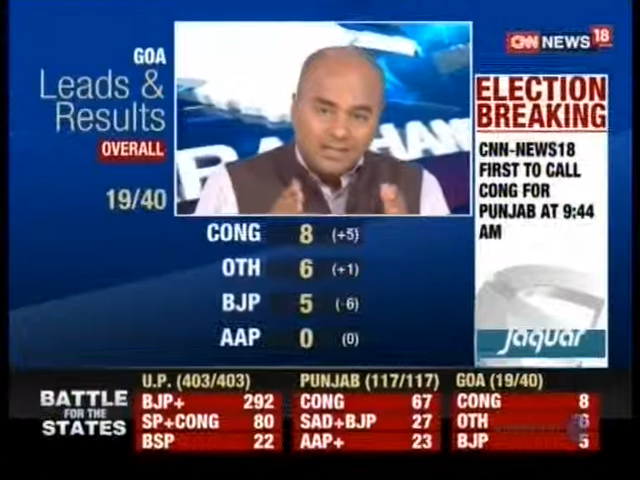 CNN NEWS 18
GOA
Leads &
Results
OVERALL
19/40
CONG 8 (+5)
OTH 6 (+1)
BJP 5 (-6)
AAP 0 (0)
ELECTION
BREAKING
CNN-NEWS18
FIRST TO CALL
CONG FOR
PUNJAB AT 9:44
AM
Jaquar
BATTLE
FOR THE
STATES
U.P. (403/403)
BJP+ 292
SP+CONG 80
BSP 22
PUNJAB (117/117)
CONG 67
SAD+BJP 27
AAP+ 23
GOA (19/40)
CONG 8
OTH 6
BJP 5